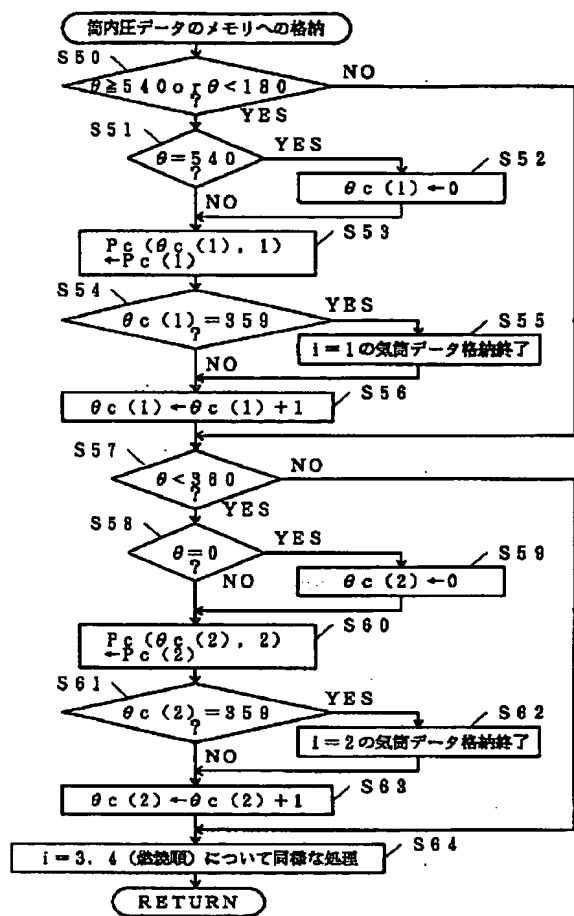 筒内圧データのメモリへの格納
S50
θ≧540 or θ<180
?
NO
YES
S51
θ=540
?
YES
NO
S52
θc(1)←0
S53
Pc(θc(1),1)
←Pc(1)
S54
θc(1)=359
?
YES
NO
S55
i=1の気筒データ格納終了
S56
θc(1)←θc(1)+1
S57
θ<360
?
NO
YES
S58
θ=0
?
YES
NO
S59
θc(2)←0
S60
Pc(θc(2),2)
←Pc(2)
S61
θc(2)=359
?
YES
NO
S62
i=2の気筒データ格納終了
S63
θc(2)←θc(2)+1
S64
i=3,4(燃焼順)について同様な処理
RETURN